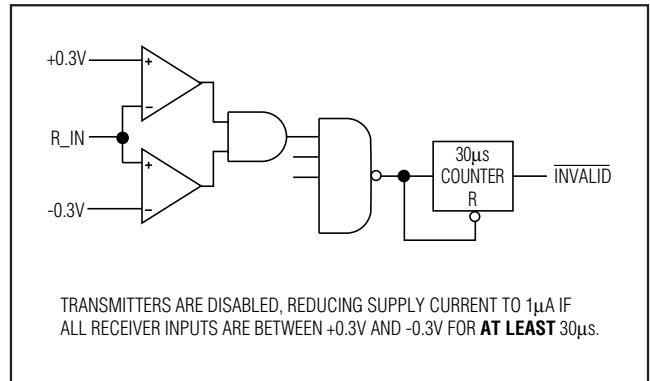 +0.3V
+
-
R_IN
+
-
-0.3V
30μs
COUNTER
R
INVALID
TRANSMITTERS ARE DISABLED, REDUCING SUPPLY CURRENT TO 1μA IF
ALL RECEIVER INPUTS ARE BETWEEN +0.3V AND -0.3V FOR AT LEAST 30μs.